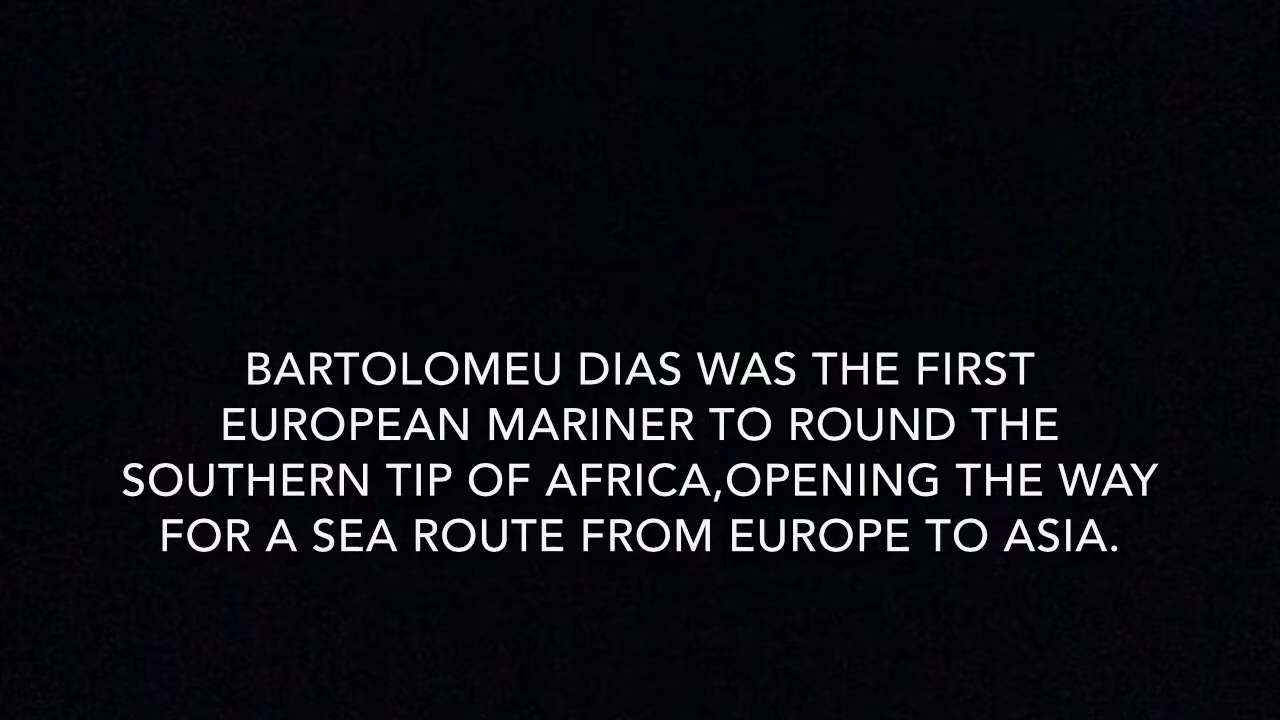 BARTOLOMEU DIAS WAS THE FIRST
EUROPEAN MARINER TO ROUND THE
SOUTHERN TIP OF AFRICA,OPENING THE WAY
FOR A SEA ROUTE FROM EUROPE TO ASIA.